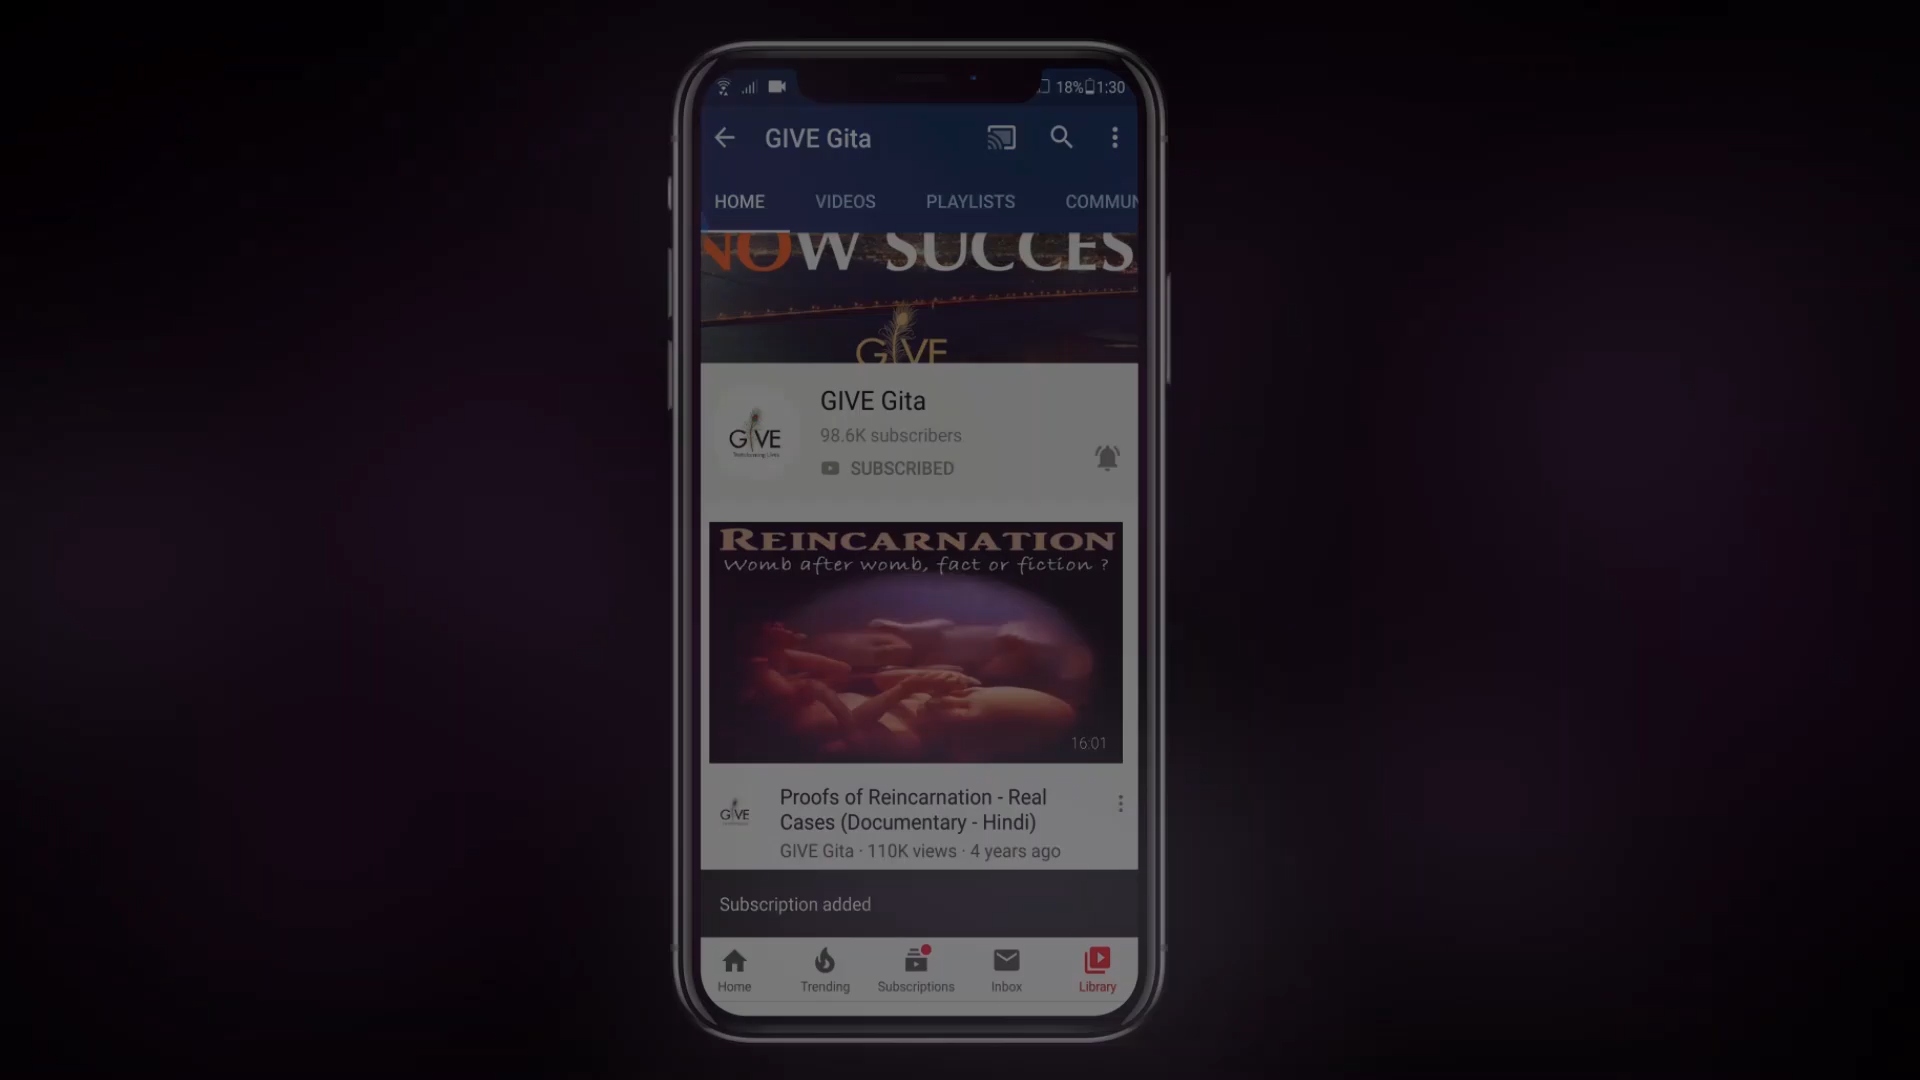 18% 1:30
GIVE Gita
HOME VIDEOS PLAYLISTS COMMUN
NOW SUCCES
GIVE
GIVE Gita
GIVE
98.6K subscribers
SUBSCRIBED
REINCARNATION
Womb after womb, fact or fiction ?
16:01
Proofs of Reincarnation - Real
GIVE
Cases (Documentary - Hindi)
GIVE Gita · 110K views · 4 years ago
Subscription added
Home Trending Subscriptions Inbox Library